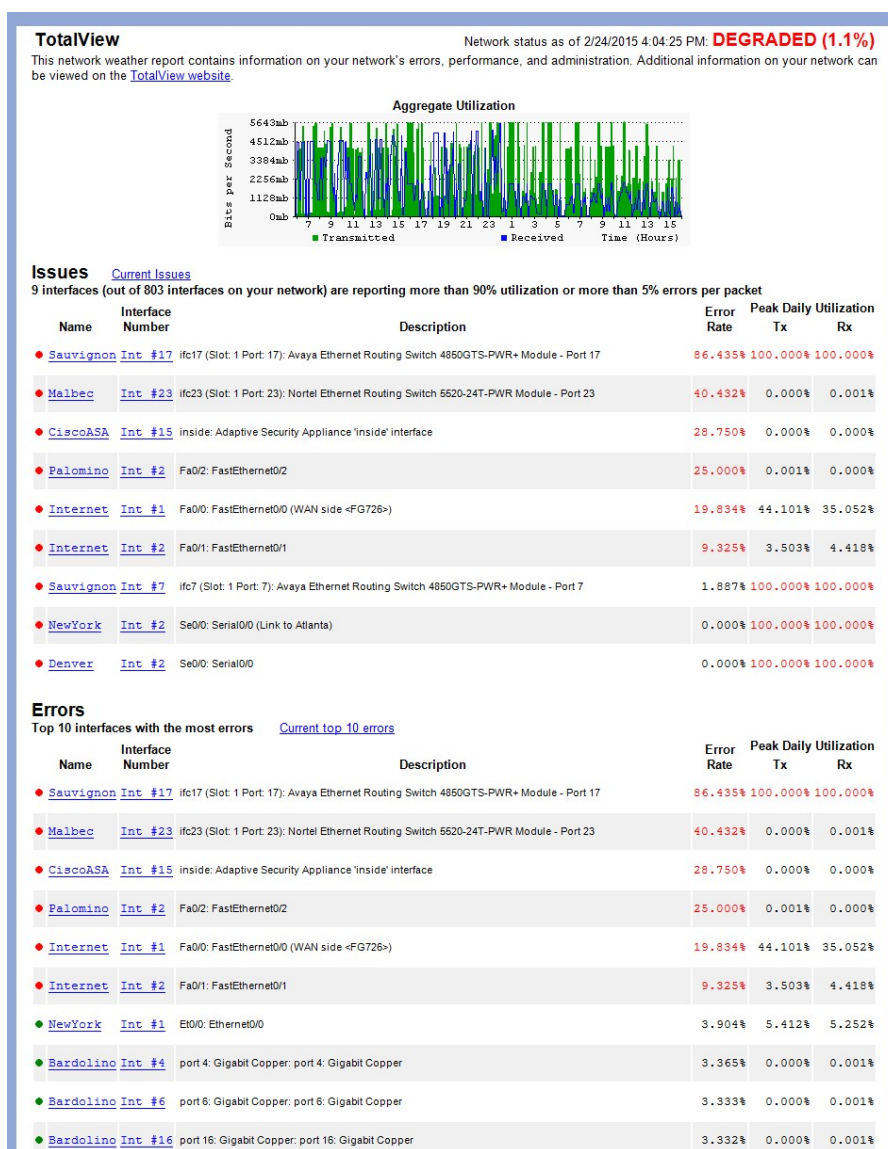 TotalView
Network status as of 2/24/2015 4:04:25 PM: DEGRADED (1.1%)
This network weather report contains information on your network's errors, performance, and administration. Additional information on your network can
be viewed on the TotalView website.
Aggregate Utilization
Bits per Second
5643mb
4512mb
3384mb
2256mb
1128mb
0mb
7 9 11 13 15 17 19 21 23 1 3 5 7 9 11 13 15
Transmitted Received Time (Hours)
Issues Current Issues
9 interfaces (out of 803 interfaces on your network) are reporting more than 90% utilization or more than 5% errors per packet
Name Interface Number Description Error Rate Peak Daily Utilization Tx Rx
Sauvignon Int #17 ifc17 (Slot: 1 Port: 17): Avaya Ethernet Routing Switch 4850GTS-PWR+ Module - Port 17 86.435% 100.000% 100.000%
Malbec Int #23 ifc23 (Slot: 1 Port: 23): Nortel Ethernet Routing Switch 5520-24T-PWR Module - Port 23 40.432% 0.000% 0.001%
CiscoASA Int #15 inside: Adaptive Security Appliance 'inside' interface 28.750% 0.000% 0.000%
Palomino Int #2 Fa0/2: FastEthernet0/2 25.000% 0.001% 0.000%
Internet Int #1 Fa0/0: FastEthernet0/0 (WAN side <FG726>) 19.834% 44.101% 35.052%
Internet Int #2 Fa0/1: FastEthernet0/1 9.325% 3.503% 4.418%
Sauvignon Int #7 ifc7 (Slot: 1 Port: 7): Avaya Ethernet Routing Switch 4850GTS-PWR+ Module - Port 7 1.887% 100.000% 100.000%
NewYork Int #2 Se0/0: Serial0/0 (Link to Atlanta) 0.000% 100.000% 100.000%
Denver Int #2 Se0/0: Serial0/0 0.000% 100.000% 100.000%
Errors
Top 10 interfaces with the most errors Current top 10 errors
Name Interface Number Description Error Rate Peak Daily Utilization Tx Rx
Sauvignon Int #17 ifc17 (Slot: 1 Port: 17): Avaya Ethernet Routing Switch 4850GTS-PWR+ Module - Port 17 86.435% 100.000% 100.000%
Malbec Int #23 ifc23 (Slot: 1 Port: 23): Nortel Ethernet Routing Switch 5520-24T-PWR Module - Port 23 40.432% 0.000% 0.001%
CiscoASA Int #15 inside: Adaptive Security Appliance 'inside' interface 28.750% 0.000% 0.000%
Palomino Int #2 Fa0/2: FastEthernet0/2 25.000% 0.001% 0.000%
Internet Int #1 Fa0/0: FastEthernet0/0 (WAN side <FG726>) 19.834% 44.101% 35.052%
Internet Int #2 Fa0/1: FastEthernet0/1 9.325% 3.503% 4.418%
NewYork Int #1 Et0/0: Ethernet0/0 3.904% 5.412% 5.252%
Bardolino Int #4 port 4: Gigabit Copper: port 4: Gigabit Copper 3.365% 0.000% 0.001%
Bardolino Int #6 port 6: Gigabit Copper: port 6: Gigabit Copper 3.333% 0.000% 0.001%
Bardolino Int #16 port 16: Gigabit Copper: port 16: Gigabit Copper 3.332% 0.000% 0.001%